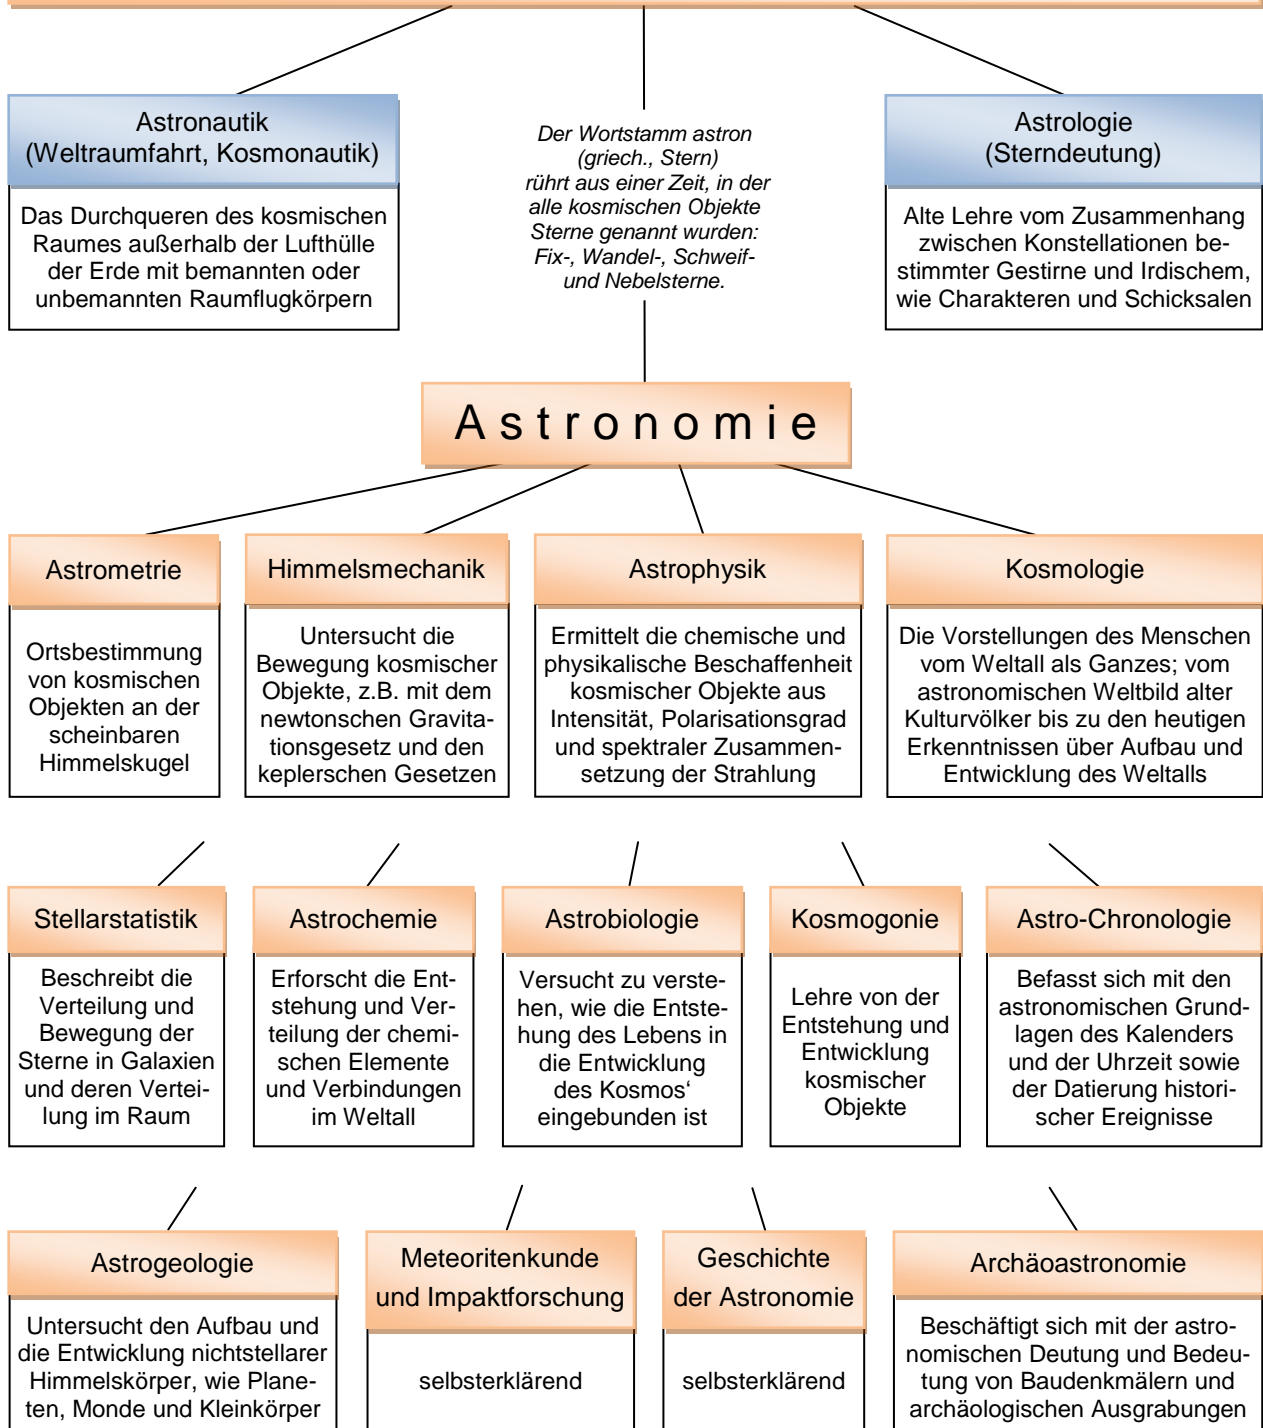 Astronautik
(Weltraumfahrt, Kosmonautik)
Das Durchqueren des kosmischen
Raumes außerhalb der Lufthülle
der Erde mit bemannten oder
unbemannten Raumflugkörpern
Der Wortstamm astron
(griech., Stern)
rührt aus einer Zeit, in der
alle kosmischen Objekte
Sterne genannt wurden:
Fix-, Wandel-, Schweif-
und Nebelsterne.
Astrologie
(Sterndeutung)
Alte Lehre vom Zusammenhang
zwischen Konstellationen be-
stimmter Gestirne und Irdischem,
wie Charakteren und Schicksalen
Astronomie
Astrometrie
Ortsbestimmung
von kosmischen
Objekten an der
scheinbaren
Himmelskugel
Himmelsmechanik
Untersucht die
Bewegung kosmischer
Objekte, z.B. mit dem
newtonschen Gravita-
tionsgesetz und den
keplerschen Gesetzen
Astrophysik
Ermittelt die chemische und
physikalische Beschaffenheit
kosmischer Objekte aus
Intensität, Polarisationsgrad
und spektraler Zusammen-
setzung der Strahlung
Kosmologie
Die Vorstellungen des Menschen
vom Weltall als Ganzes; vom
astronomischen Weltbild alter
Kulturvölker bis zu den heutigen
Erkenntnissen über Aufbau und
Entwicklung des Weltalls
Stellarstatistik
Beschreibt die
Verteilung und
Bewegung der
Sterne in Galaxien
und deren Vertei-
lung im Raum
Astrochemie
Erforscht die Ent-
stehung und Ver-
teilung der chemi-
schen Elemente
und Verbindungen
im Weltall
Astrobiologie
Versucht zu verste-
hen, wie die Entste-
hung des Lebens in
die Entwicklung
des Kosmos‘
eingebunden ist
Kosmogonie
Lehre von der
Entstehung und
Entwicklung
kosmischer
Objekte
Astro-Chronologie
Befasst sich mit den
astronomischen Grund-
lagen des Kalenders
und der Uhrzeit sowie
der Datierung histori-
scher Ereignisse
Astrogeologie
Untersucht den Aufbau und
die Entwicklung nichtstellarer
Himmelskörper, wie Plane-
ten, Monde und Kleinkörper
Meteoritenkunde
und Impaktforschung
selbsterklärend
Geschichte
der Astronomie
selbsterklärend
Archäoastronomie
Beschäftigt sich mit der astro-
nomischen Deutung und Bedeu-
tung von Baudenkmälern und
archäologischen Ausgrabungen